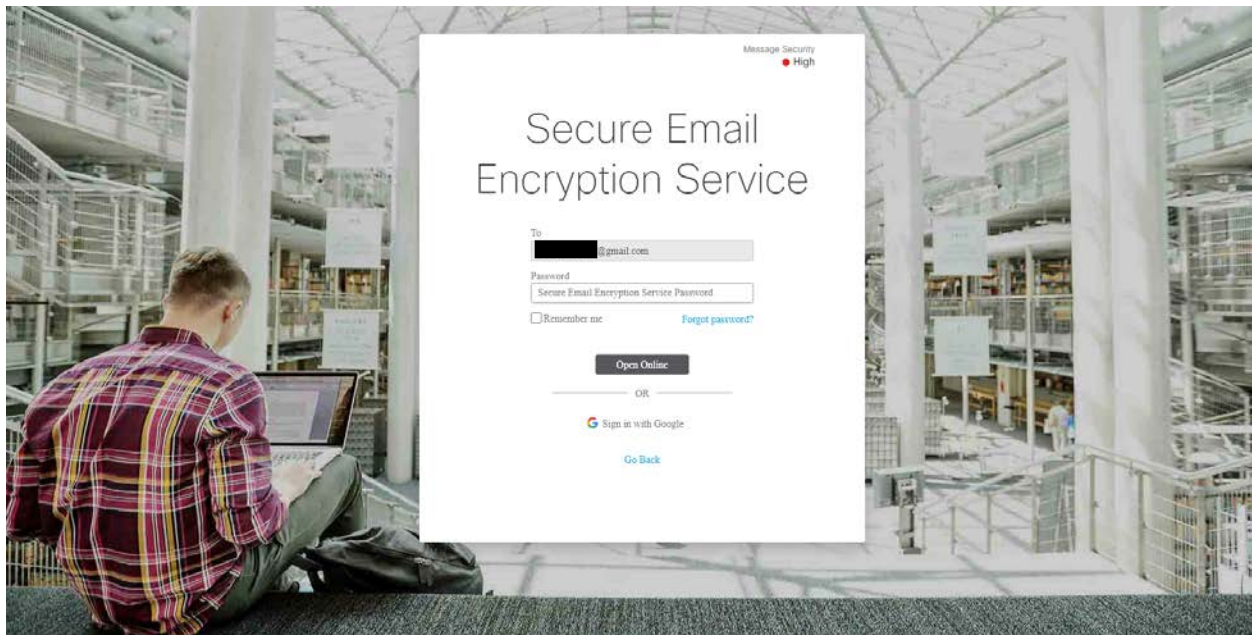 Message Security
High
Secure Email
Encryption Service
To
@gmail.com
Password
Secure Email Encryption Service Password
Remember me
Forgot password?
Open Online
OR
Sign in with Google
Go Back